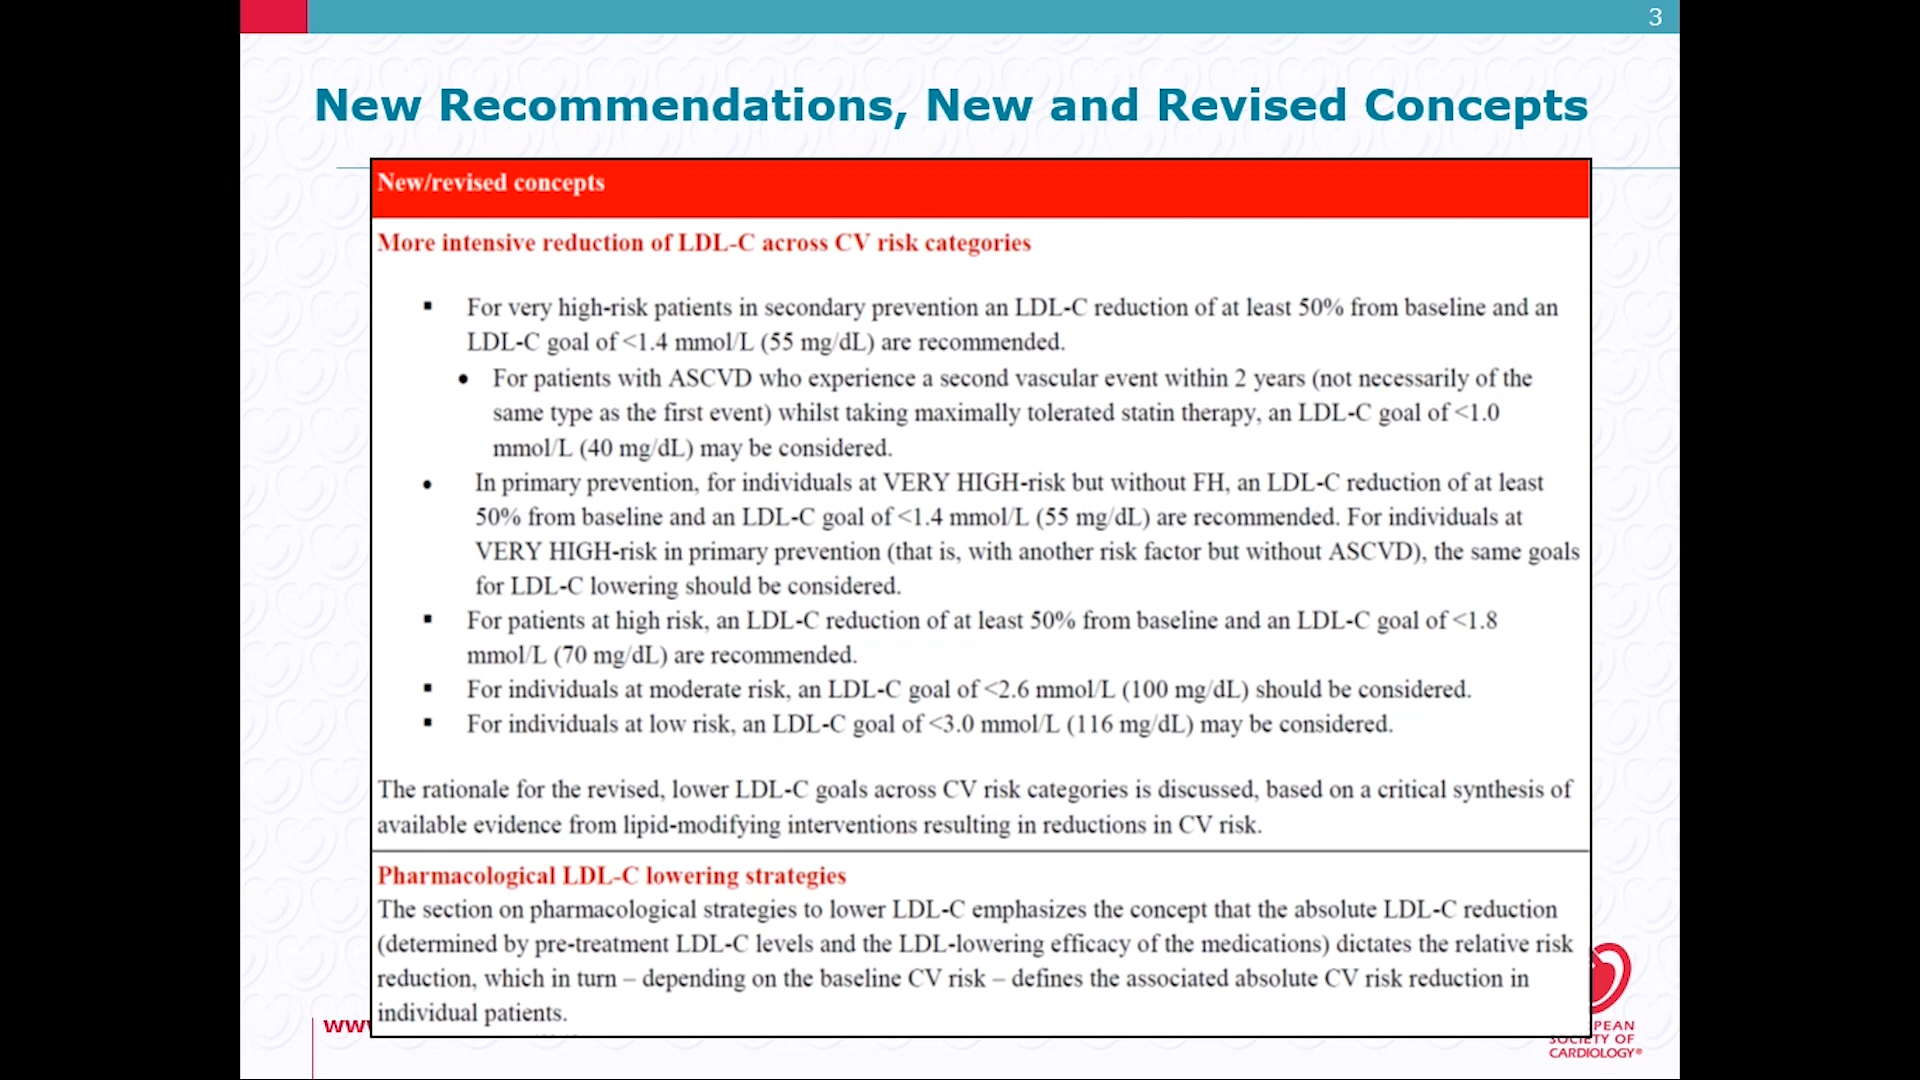 3
New Recommendations, New and Revised Concepts
New/revised concepts
More intensive reduction of LDL-C across CV risk categories
▪ For very high-risk patients in secondary prevention an LDL-C reduction of at least 50% from baseline and an
LDL-C goal of <1.4 mmol/L (55 mg/dL) are recommended.
• For patients with ASCVD who experience a second vascular event within 2 years (not necessarily of the
same type as the first event) whilst taking maximally tolerated statin therapy, an LDL-C goal of <1.0
mmol/L (40 mg/dL) may be considered.
• In primary prevention, for individuals at VERY HIGH-risk but without FH, an LDL-C reduction of at least
50% from baseline and an LDL-C goal of <1.4 mmol/L (55 mg/dL) are recommended. For individuals at
VERY HIGH-risk in primary prevention (that is, with another risk factor but without ASCVD), the same goals
for LDL-C lowering should be considered.
▪ For patients at high risk, an LDL-C reduction of at least 50% from baseline and an LDL-C goal of <1.8
mmol/L (70 mg/dL) are recommended.
▪ For individuals at moderate risk, an LDL-C goal of <2.6 mmol/L (100 mg/dL) should be considered.
▪ For individuals at low risk, an LDL-C goal of <3.0 mmol/L (116 mg/dL) may be considered.
The rationale for the revised, lower LDL-C goals across CV risk categories is discussed, based on a critical synthesis of
available evidence from lipid-modifying interventions resulting in reductions in CV risk.
Pharmacological LDL-C lowering strategies
The section on pharmacological strategies to lower LDL-C emphasizes the concept that the absolute LDL-C reduction
(determined by pre-treatment LDL-C levels and the LDL-lowering efficacy of the medications) dictates the relative risk
reduction, which in turn – depending on the baseline CV risk – defines the associated absolute CV risk reduction in
individual patients.
PEAN
SOCIETY OF
CARDIOLOGY®